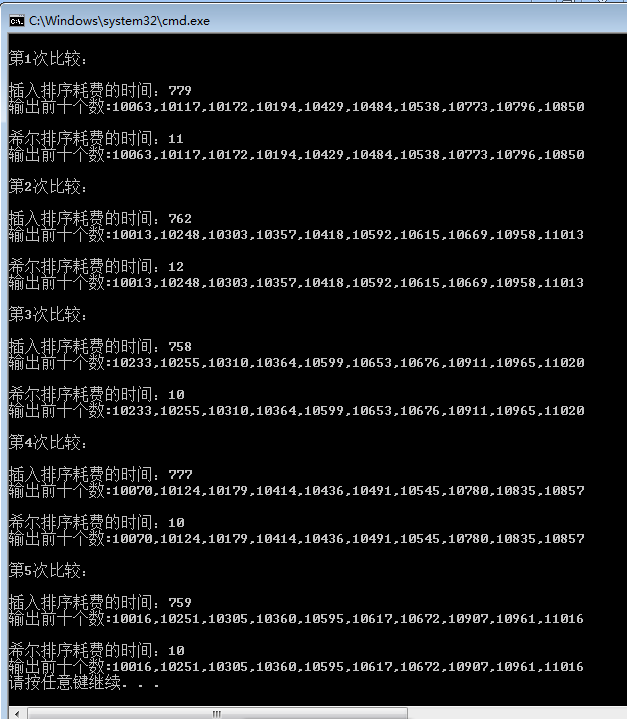 C:\Windows\system32\cmd.exe
第1次比较：
插入排序耗费的时间：779
输出前十个数:10063,10117,10172,10194,10429,10484,10538,10773,10796,10850
希尔排序耗费的时间：11
输出前十个数:10063,10117,10172,10194,10429,10484,10538,10773,10796,10850
第2次比较：
插入排序耗费的时间：762
输出前十个数:10013,10248,10303,10357,10418,10592,10615,10669,10958,11013
希尔排序耗费的时间：12
输出前十个数:10013,10248,10303,10357,10418,10592,10615,10669,10958,11013
第3次比较：
插入排序耗费的时间：758
输出前十个数:10233,10255,10310,10364,10599,10653,10676,10911,10965,11020
希尔排序耗费的时间：10
输出前十个数:10233,10255,10310,10364,10599,10653,10676,10911,10965,11020
第4次比较：
插入排序耗费的时间：777
输出前十个数:10070,10124,10179,10414,10436,10491,10545,10780,10835,10857
希尔排序耗费的时间：10
输出前十个数:10070,10124,10179,10414,10436,10491,10545,10780,10835,10857
第5次比较：
插入排序耗费的时间：759
输出前十个数:10016,10251,10305,10360,10595,10617,10672,10907,10961,11016
希尔排序耗费的时间：10
输出前十个数:10016,10251,10305,10360,10595,10617,10672,10907,10961,11016
请按任意键继续. . .